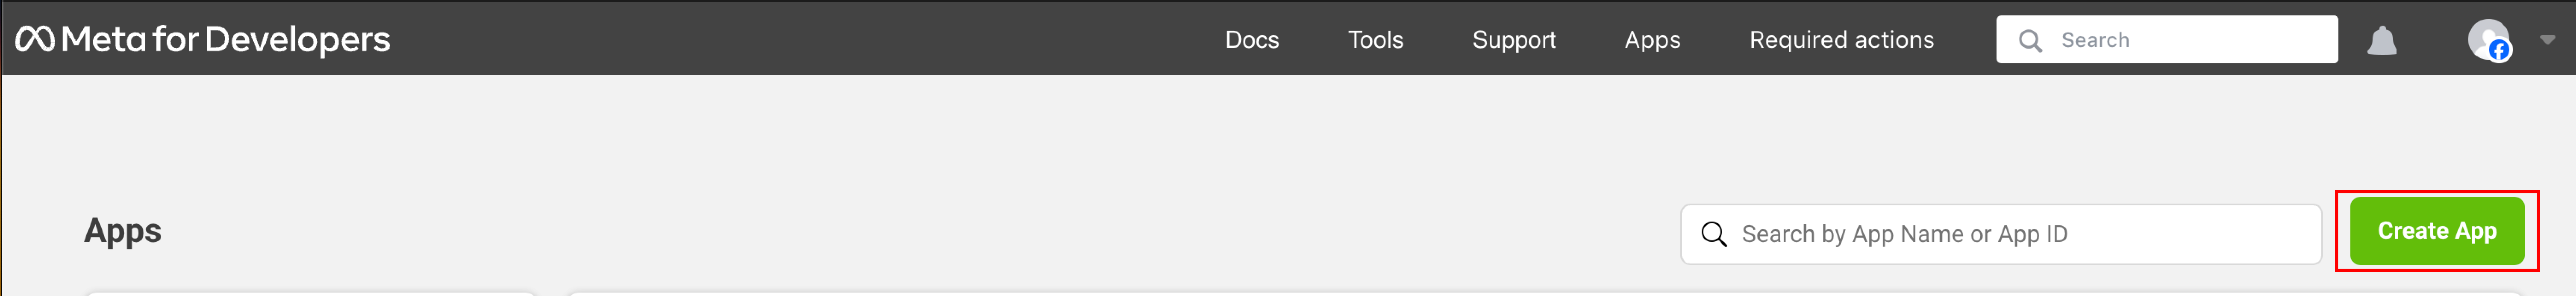 Meta for Developers Docs Tools Support Apps Required actions Search
Apps Search by App Name or App ID Create App